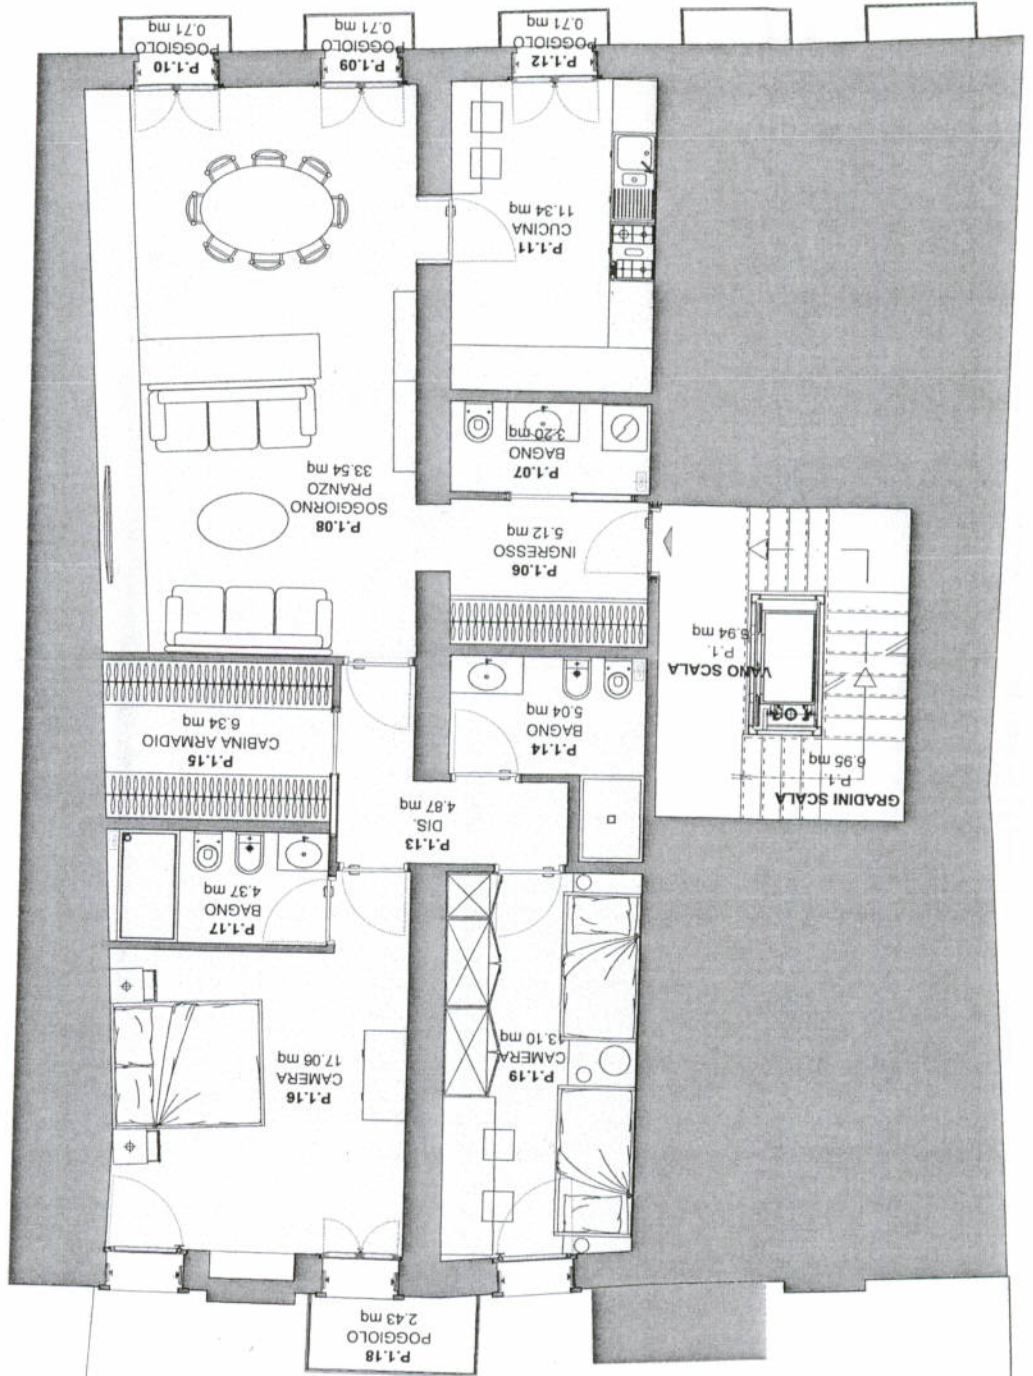 P.1.18
POGGIOLO
2.43 mq
P.1.19
CAMERA
13.10 mq
P.1.16
CAMERA
17.06 mq
P.1.17
BAGNO
4.37 mq
P.1.13
DIS.
4.87 mq
GRADINI SCALA
P.1.
6.95 mq
P.1.14
BAGNO
5.04 mq
P.1.15
CABINA ARMADIO
6.34 mq
VANO SCALA
P.1.
mq
P.1.06
INGRESSO
5.12 mq
P.1.08
SOGGIORNO
PRANZO
33.54 mq
P.1.07
BAGNO
3.20 mq
P.1.11
CUCINA
11.34 mq
P.1.12
POGGIOLO
0.71 mq
P.1.09
POGGIOLO
0.71 mq
P.1.10
POGGIOLO
0.71 mq